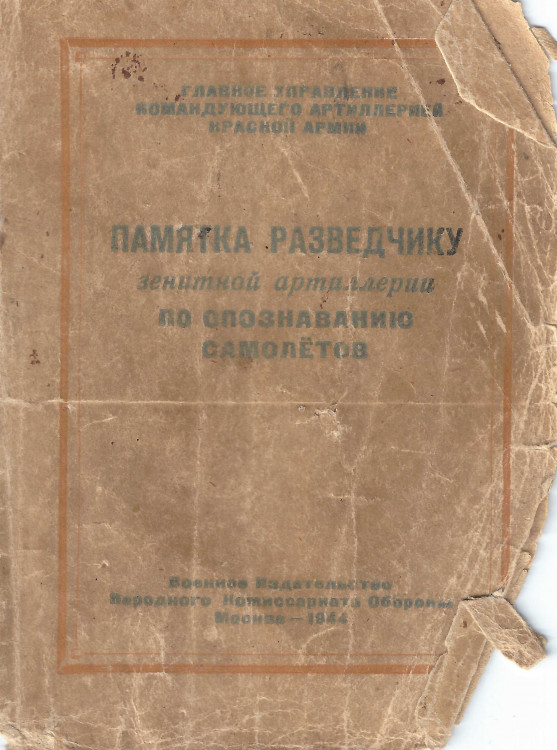 ГЛАВНОЕ УПРАВЛЕНИЕ
КОМАНДУЮЩЕГО АРТИЛЛЕРИЕЙ
КРАСНОЙ АРМИИ
ПАМЯТКА РАЗВЕДЧИКУ
зенитной артиллерии
ПО ОПОЗНАВАНИЮ
САМОЛЁТОВ
Военное Издательство
Народного Комиссариата Обороны
Москва — 1944